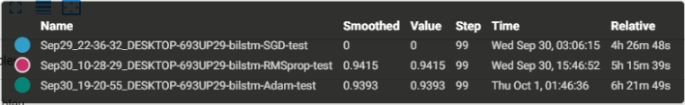 Name Smoothed Value Step Time Relative
Sep29_22-36-32_DESKTOP-693UP29-bilstm-SGD-test 0 0 99 Wed Sep 30, 03:06:15 4h 26m 48s
Sep30_10-28-29_DESKTOP-693UP29-bilstm-RMSprop-test 0.9415 0.9415 99 Wed Sep 30, 15:46:52 5h 15m 39s
Sep30_19-20-55_DESKTOP-693UP29-bilstm-Adam-test 0.9393 0.9393 99 Thu Oct 1, 01:46:36 6h 21m 49s